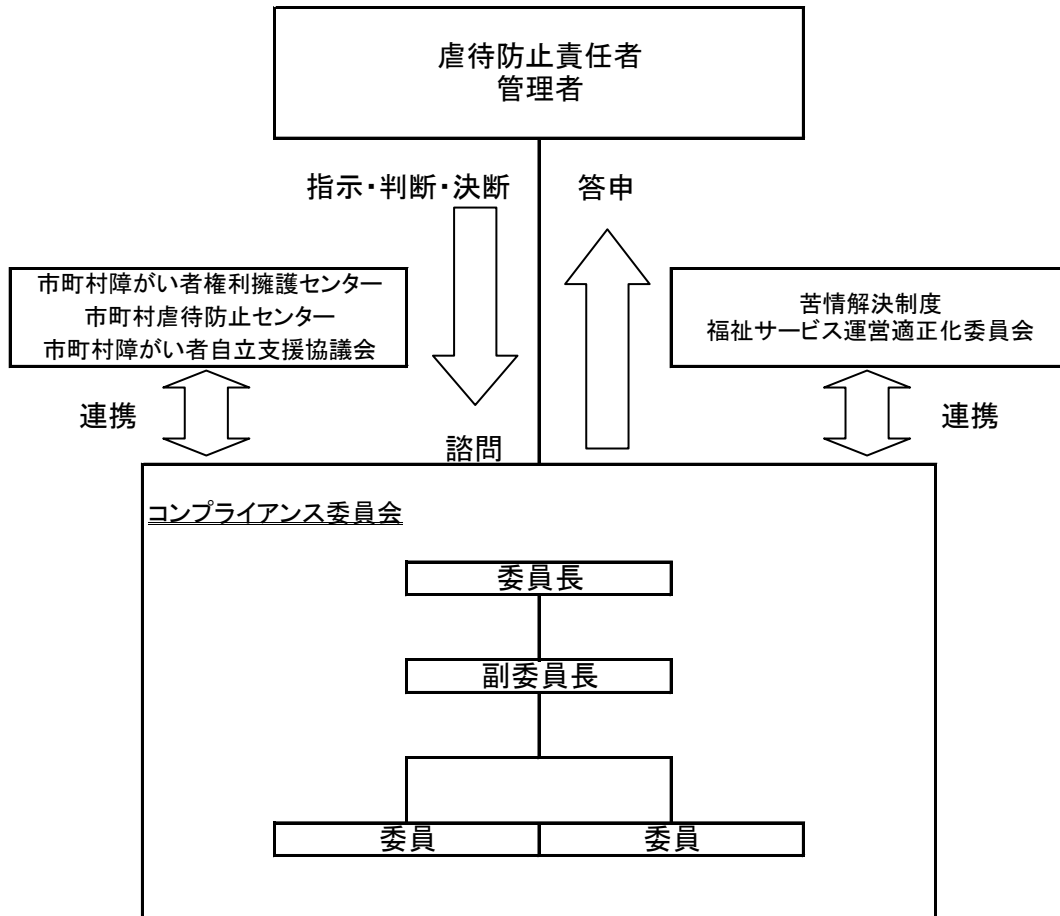 虐待防止責任者
管理者
指示・判断・決断
答申
市町村障がい者権利擁護センター
市町村虐待防止センター
市町村障がい者自立支援協議会
苦情解決制度
福祉サービス運営適正化委員会
連携
連携
諮問
コンプライアンス委員会
委員長
副委員長
委員
委員